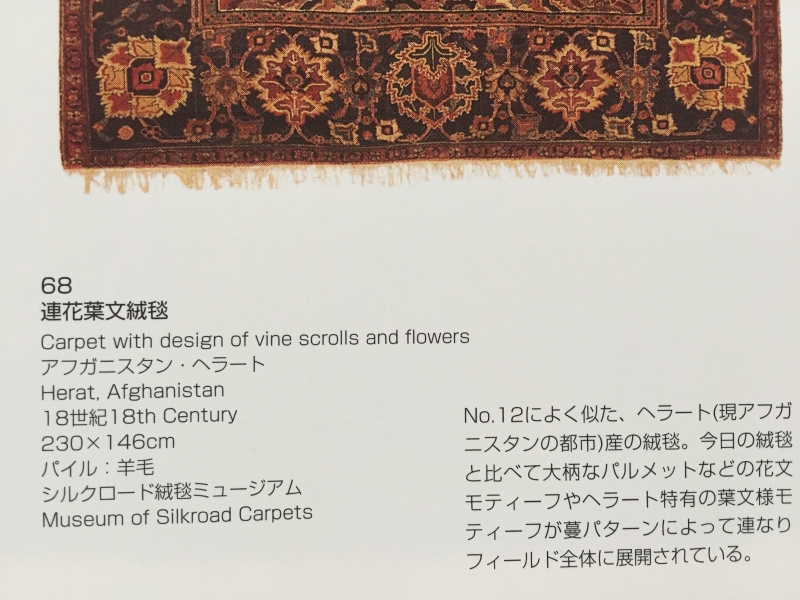 68
連花葉文絨毯
Carpet with design of vine scrolls and flowers
アフガニスタン・ヘラート
Herat, Afghanistan
18世紀18th Century
230×146cm
パイル：羊毛
シルクロード絨毯ミュージアム
Museum of Silkroad Carpets
No.12によく似た、ヘラート(現アフガ
ニスタンの都市)産の絨毯。今日の絨毯
と比べて大柄なパルメットなどの花文
モティーフやヘラート特有の葉文様モ
ティーフが蔓パターンによって連なり
フィールド全体に展開されている。